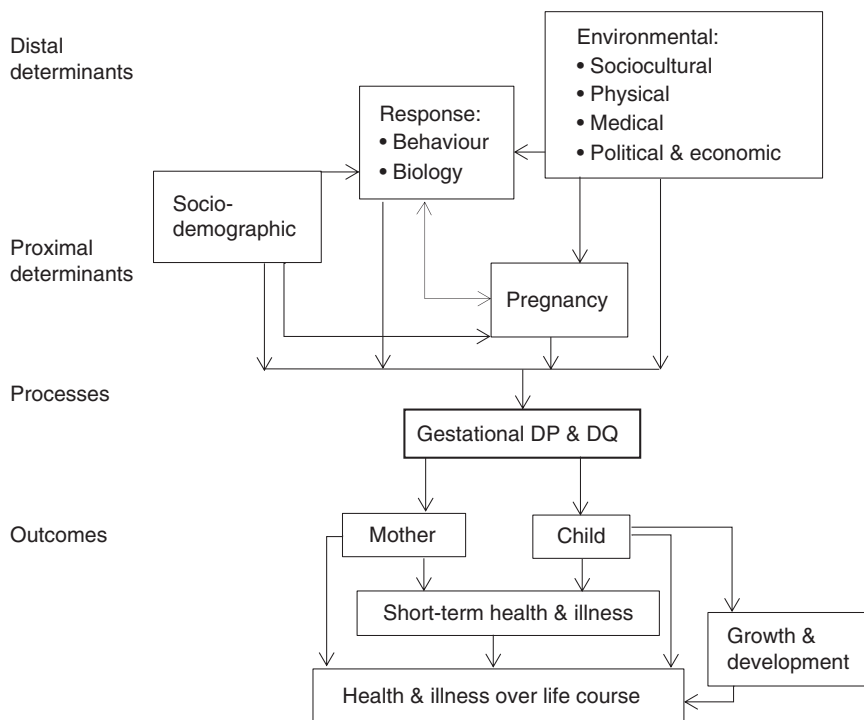 Distal
determinants
Environmental:
• Sociocultural
• Physical
• Medical
• Political & economic
Response:
• Behaviour
• Biology
Socio-
demographic
Proximal
determinants
Pregnancy
Processes
Gestational DP & DQ
Outcomes
Mother
Child
Short-term health & illness
Growth &
development
Health & illness over life course